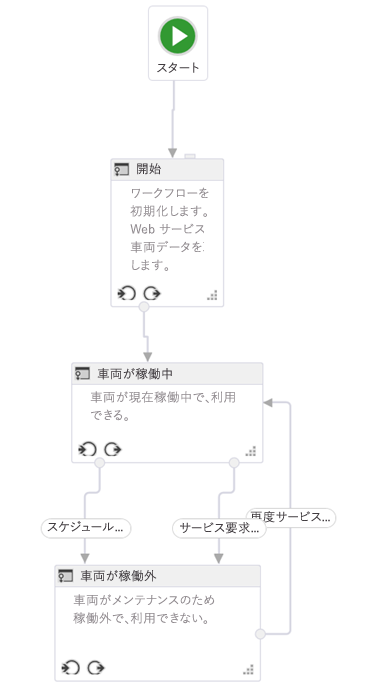 スタート
開始
ワークフローを
初期化します。
Web サービス
車両データを
します。
車両が稼働中
車両が現在稼働中で、利用
できる。
スケジュール...
サービス要求...
再度サービス...
車両が稼働外
車両がメンテナンスのため
稼働外で、利用できない。